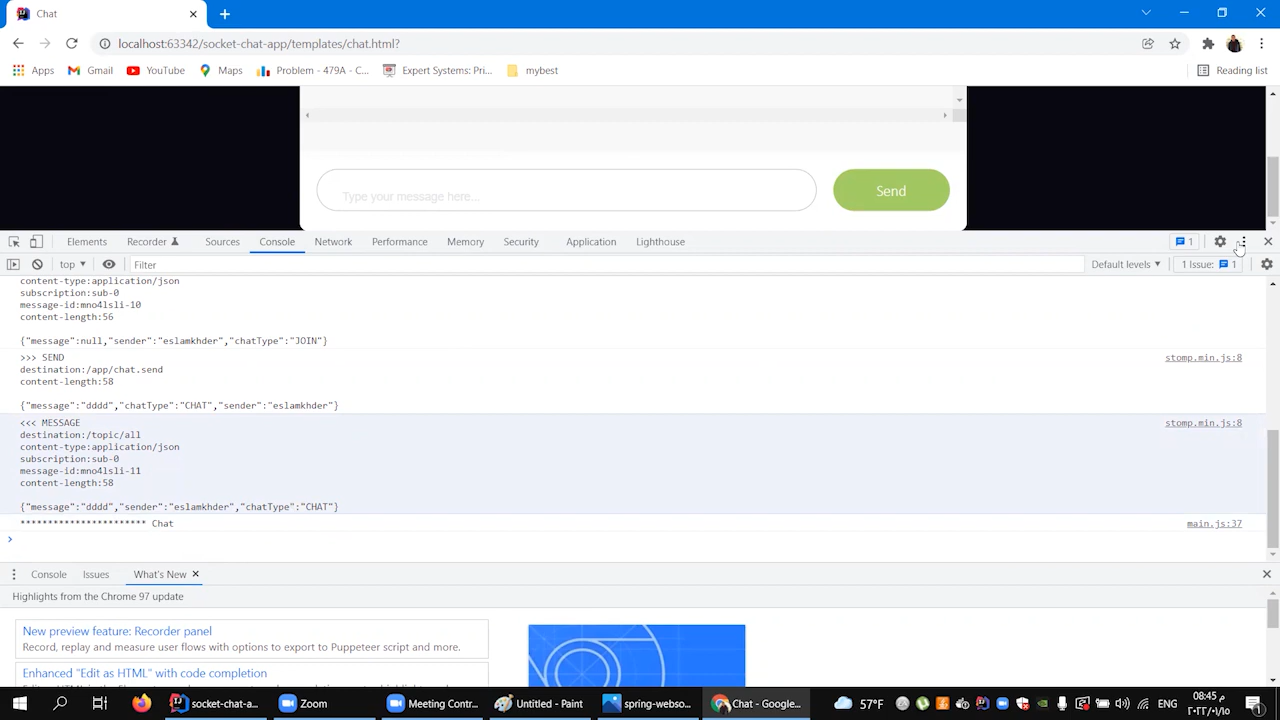 Chat
localhost:63342/socket-chat-app/templates/chat.html?
Apps Gmail YouTube Maps Problem - 479A - C... Expert Systems: Pri... mybest Reading list
Type your message here...
Send
Elements Recorder Sources Console Network Performance Memory Security Application Lighthouse 1
top Filter Default levels 1 Issue: 1
content-type:application/json
subscription:sub-0
message-id:mno4lsli-10
content-length:56
{"message":null,"sender":"eslamkhder","chatType":"JOIN"}
>>> SEND stomp.min.js:8
destination:/app/chat.send
content-length:58
{"message":"dddd","chatType":"CHAT","sender":"eslamkhder"}
<<< MESSAGE stomp.min.js:8
destination:/topic/all
content-type:application/json
subscription:sub-0
message-id:mno4lsli-11
content-length:58
{"message":"dddd","sender":"eslamkhder","chatType":"CHAT"}
*********************** Chat main.js:37
Console Issues What's New
Highlights from the Chrome 97 update
New preview feature: Recorder panel
Record, replay and measure user flows with options to export to Puppeteer script and more.
Enhanced "Edit as HTML" with code completion
socket-chat-a... Zoom Meeting Contr... Untitled - Paint spring-webso... Chat - Google... 57°F ENG 08:45 ص